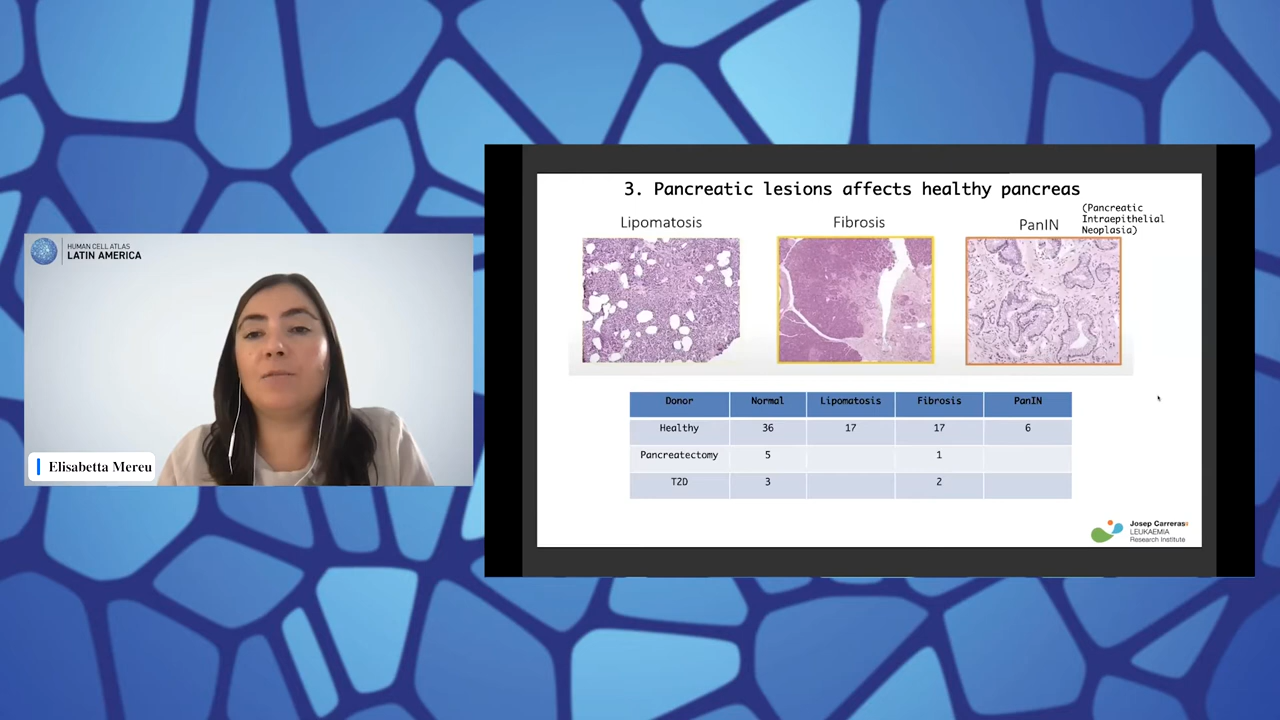 HUMAN CELL ATLAS
LATIN AMERICA
Elisabetta Mereu
3. Pancreatic lesions affects healthy pancreas
Lipomatosis
Fibrosis
PanIN
(Pancreatic
Intraepithelial
Neoplasia)
Donor Normal Lipomatosis Fibrosis PanIN
Healthy 36 17 17 6
Pancreatectomy 5 1
T2D 3 2
Josep Carreras
LEUKAEMIA
Research Institute